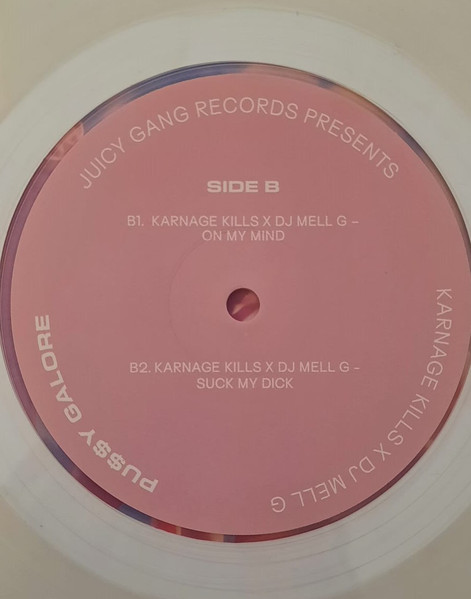 JUICY GANG RECORDS PRESENTS
SIDE B
B1. KARNAGE KILLS X DJ MELL G –
ON MY MIND
B2. KARNAGE KILLS X DJ MELL G –
SUCK MY DICK
KARNAGE KILLS X DJ MELL G
PU$$Y GALORE